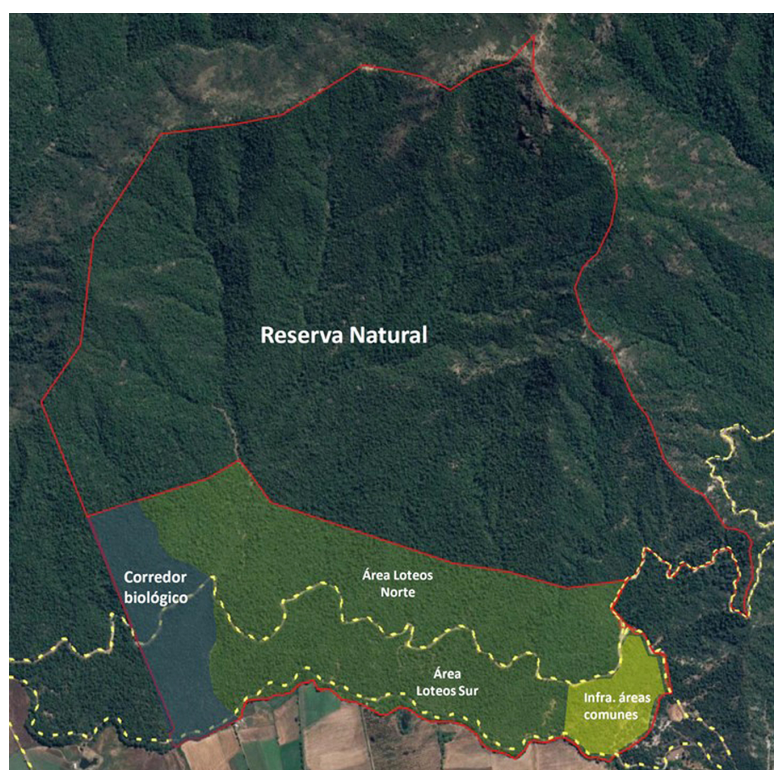 Reserva Natural
Corredor
biológico
Área Loteos
Norte
Área
Loteos Sur
Infra. áreas
comunes